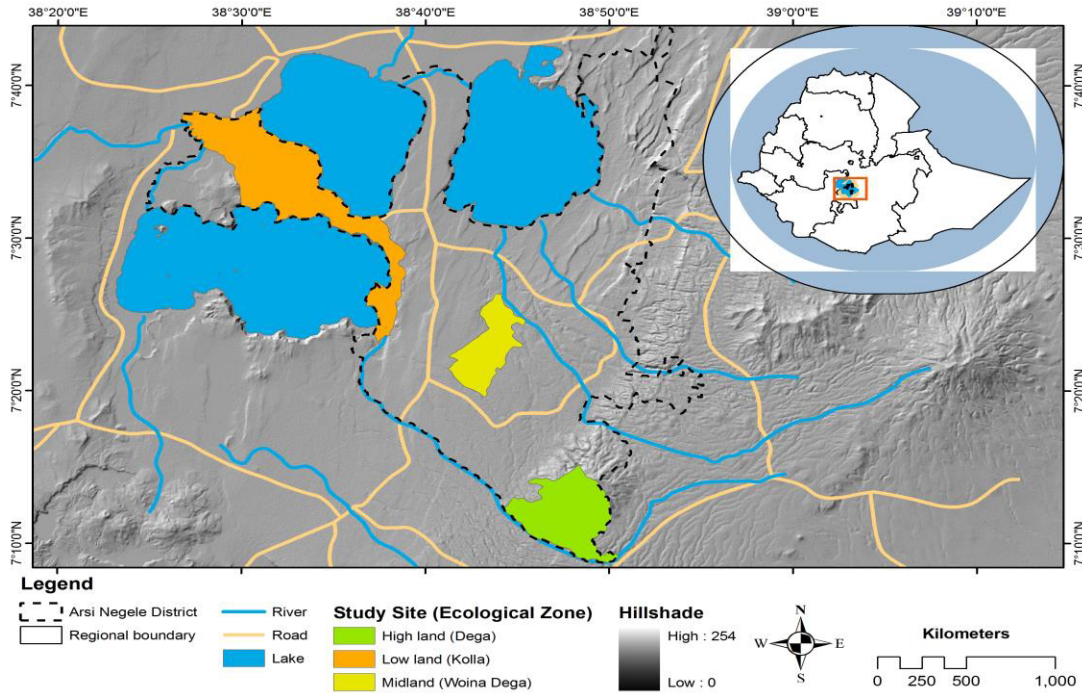 38°20'0"E 38°30'0"E 38°40'0"E 38°50'0"E 39°0'0"E 39°10'0"E
7°40'0"N 7°40'0"N
7°30'0"N 7°30'0"N
7°20'0"N 7°20'0"N
7°10'0"N 7°10'0"N
Legend
Arsi Negele District
Regional boundary
River
Road
Lake
Study Site (Ecological Zone)
High land (Dega)
Low land (Kolla)
Midland (Woina Dega)
Hillshade
High : 254
Low : 0
N
W E
S
Kilometers
0 250 500 1,000